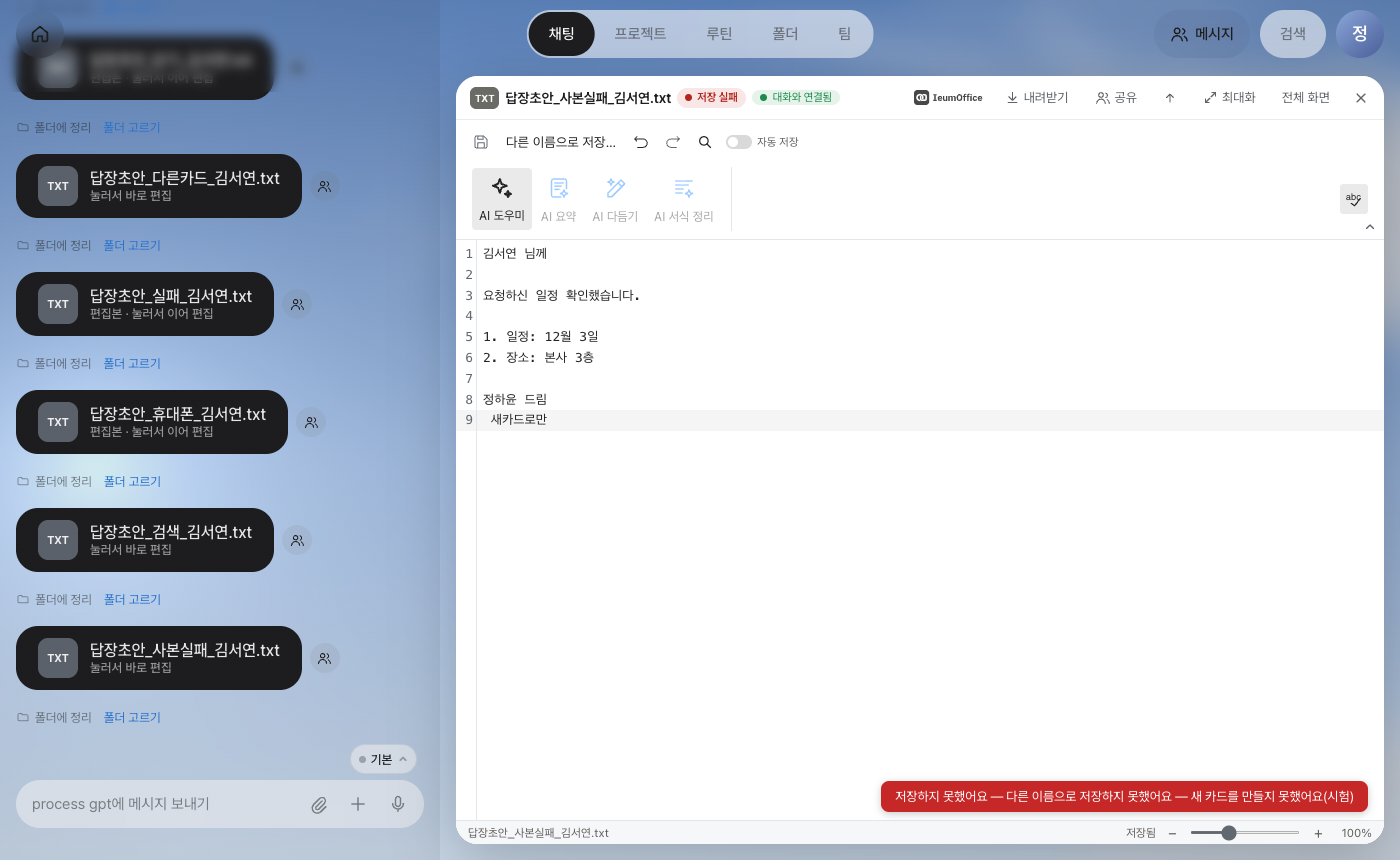 채팅
프로젝트
루틴
폴더
팀
메시지
검색
정
폴더에 정리 폴더 고르기
TXT
답장초안_다른카드_김서연.txt
눌러서 바로 편집
폴더에 정리 폴더 고르기
TXT
답장초안_실패_김서연.txt
편집본 · 눌러서 이어 편집
폴더에 정리 폴더 고르기
TXT
답장초안_휴대폰_김서연.txt
편집본 · 눌러서 이어 편집
폴더에 정리 폴더 고르기
TXT
답장초안_검색_김서연.txt
눌러서 바로 편집
폴더에 정리 폴더 고르기
TXT
답장초안_사본실패_김서연.txt
눌러서 바로 편집
폴더에 정리 폴더 고르기
기본
process gpt에 메시지 보내기
TXT 답장초안_사본실패_김서연.txt 저장 실패 대화와 연결됨 IeumOffice 내려받기 공유 최대화 전체 화면
다른 이름으로 저장... 자동 저장
AI 도우미 AI 요약 AI 다듬기 AI 서식 정리
abc
1 김서연 님께
2
3 요청하신 일정 확인했습니다.
4
5 1. 일정: 12월 3일
6 2. 장소: 본사 3층
7
8 정하윤 드림
9 새카드로만
저장하지 못했어요 — 다른 이름으로 저장하지 못했어요 — 새 카드를 만들지 못했어요(시험)
답장초안_사본실패_김서연.txt 저장됨 − + 100%